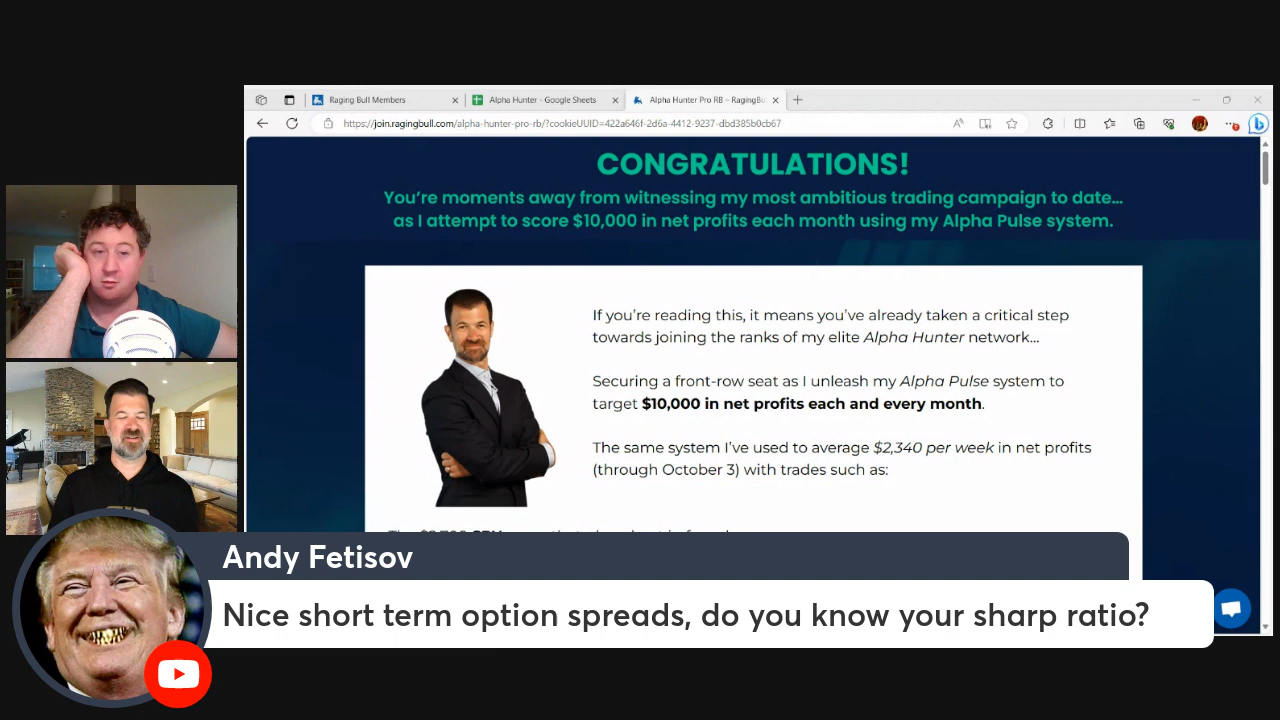 Raging Bull Members
Alpha Hunter - Google Sheets
Alpha Hunter Pro RB – RagingBu
https://join.ragingbull.com/alpha-hunter-pro-rb/?cookieUUID=422a646f-2d6a-4412-9237-dbd385b0cb67
CONGRATULATIONS!
You're moments away from witnessing my most ambitious trading campaign to date...
as I attempt to score $10,000 in net profits each month using my Alpha Pulse system.
If you're reading this, it means you've already taken a critical step
towards joining the ranks of my elite Alpha Hunter network...
Securing a front-row seat as I unleash my Alpha Pulse system to
target $10,000 in net profits each and every month.
The same system I've used to average $2,340 per week in net profits
(through October 3) with trades such as:
Andy Fetisov
Nice short term option spreads, do you know your sharp ratio?